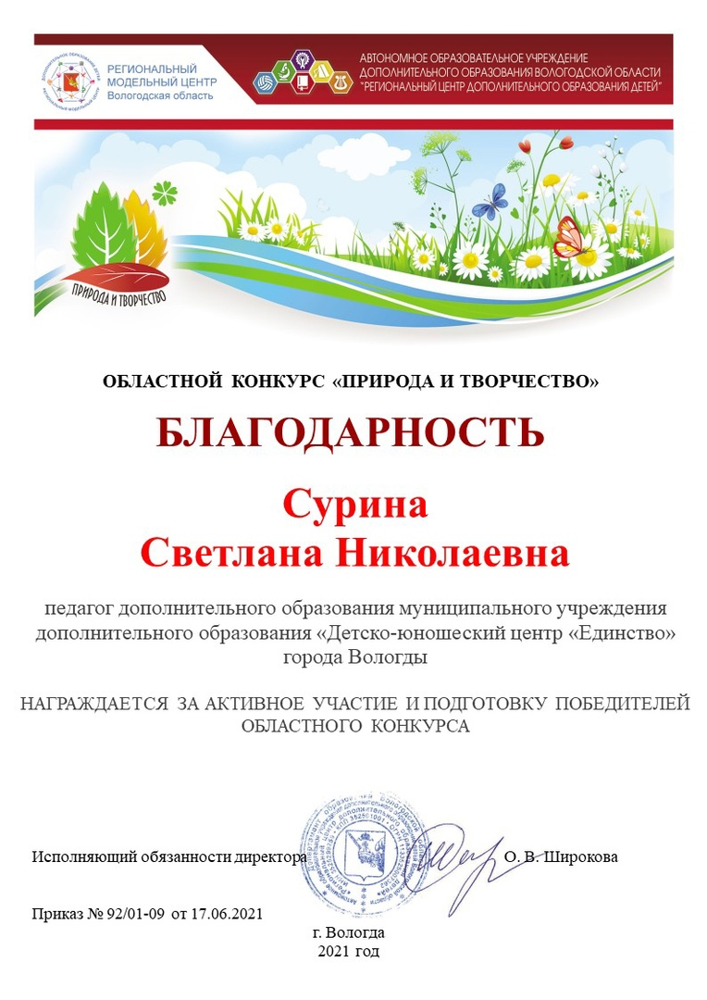 РЕГИОНАЛЬНЫЙ
МОДЕЛЬНЫЙ ЦЕНТР
Вологодская область
АВТОНОМНОЕ ОБРАЗОВАТЕЛЬНОЕ УЧРЕЖДЕНИЕ
ДОПОЛНИТЕЛЬНОГО ОБРАЗОВАНИЯ ВОЛОГОДСКОЙ ОБЛАСТИ
"РЕГИОНАЛЬНЫЙ ЦЕНТР ДОПОЛНИТЕЛЬНОГО ОБРАЗОВАНИЯ ДЕТЕЙ"
ПРИРОДА И ТВОРЧЕСТВО
ОБЛАСТНОЙ КОНКУРС «ПРИРОДА И ТВОРЧЕСТВО»
БЛАГОДАРНОСТЬ
Сурина
Светлана Николаевна
педагог дополнительного образования муниципального учреждения
дополнительного образования «Детско-юношеский центр «Единство»
города Вологды
НАГРАЖДАЕТСЯ ЗА АКТИВНОЕ УЧАСТИЕ И ПОДГОТОВКУ ПОБЕДИТЕЛЕЙ
ОБЛАСТНОГО КОНКУРСА
Исполняющий обязанности директора
О. В. Широкова
Приказ № 92/01-09 от 17.06.2021
г. Вологда
2021 год